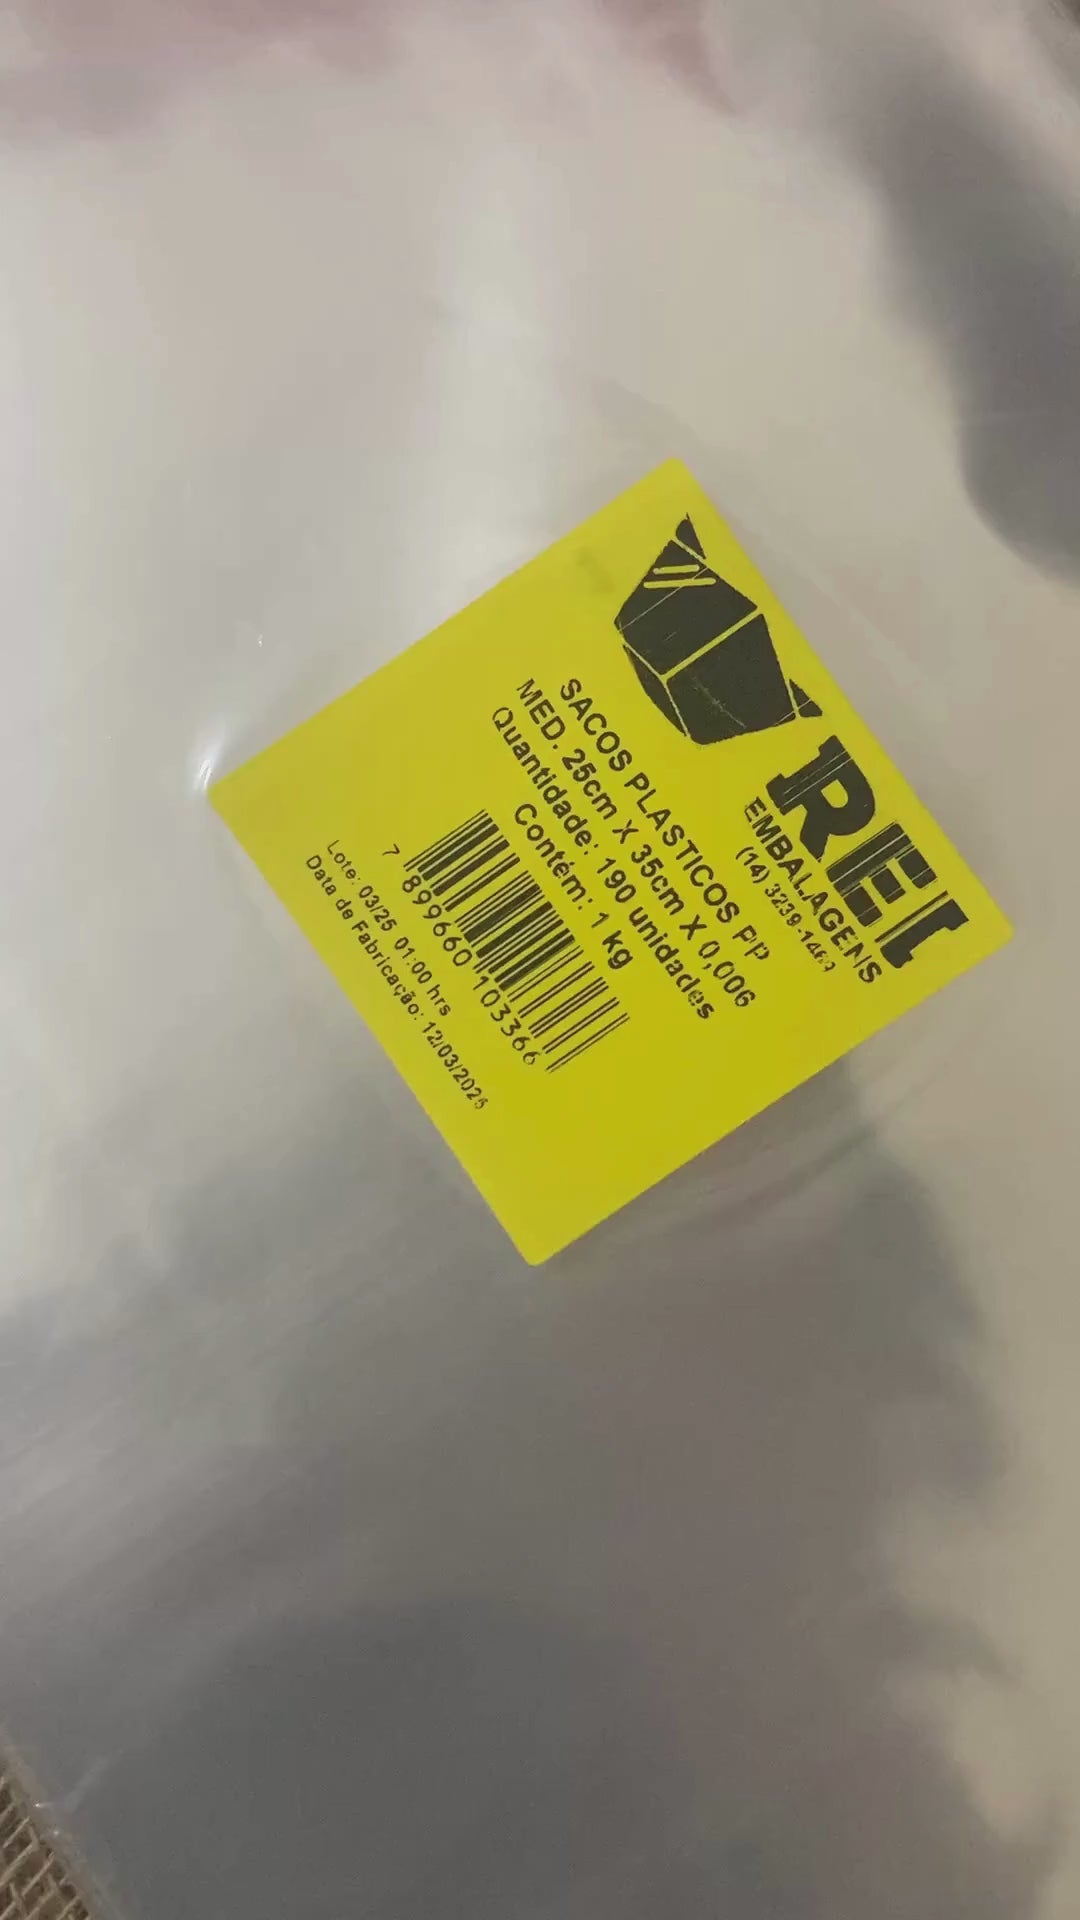 REI
EMBALAGENS
SACOS PLASTICOS PP
MED. 25cm X 35cm X 0,006
Quantidade: 190 unidades
Contém: 1 kg
7 899660 103366
Lote: 03/25 01:00 hrs
Data de Fabricação: 12/03/2025